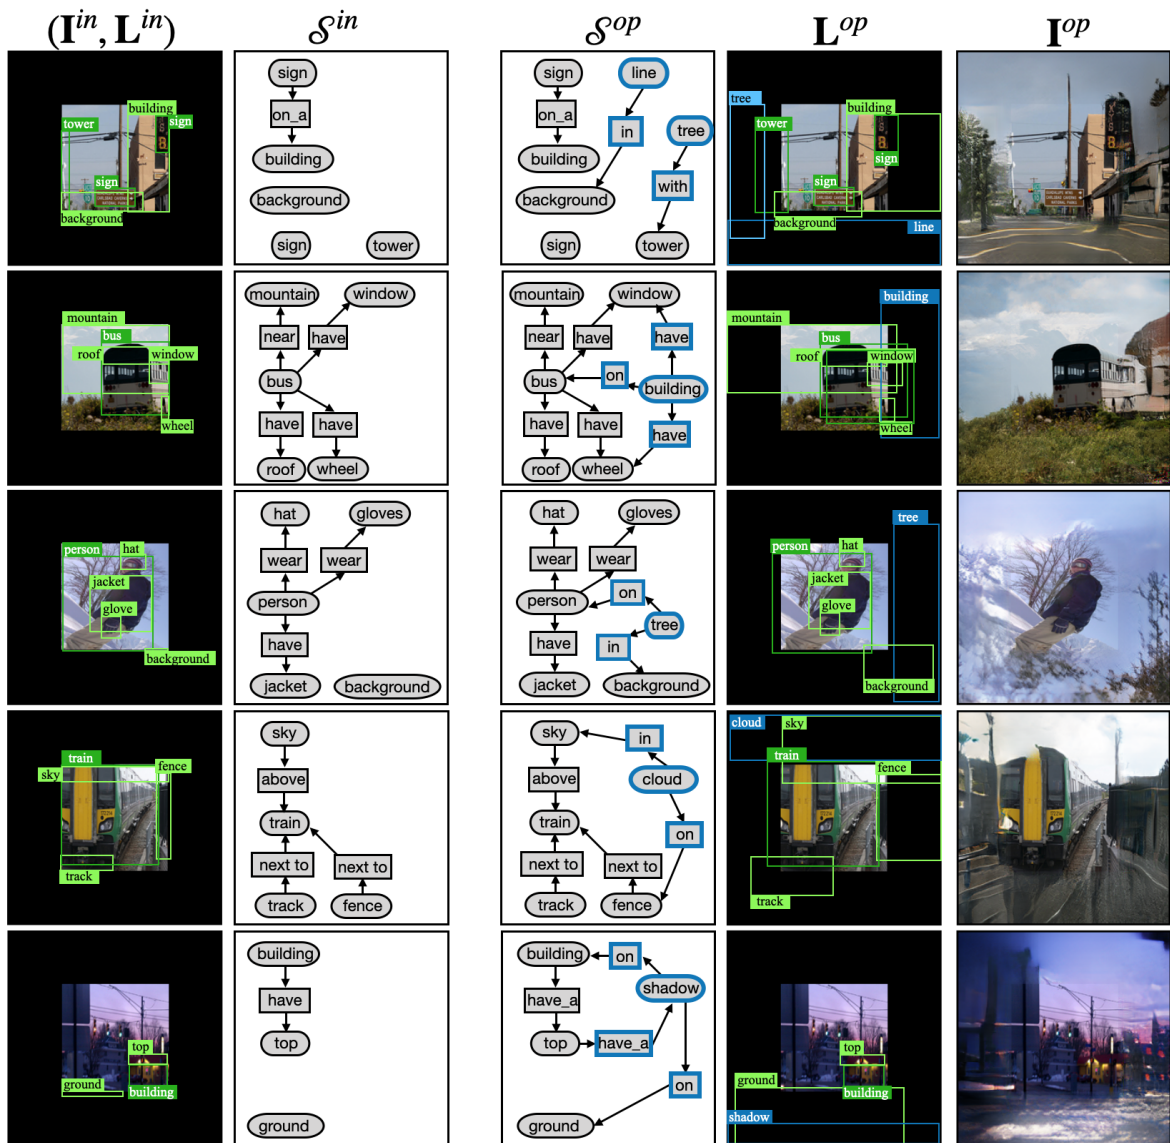 (I^in, L^in)
𝒮^in
𝒮^op
L^op
I^op
building
tower
sign
sign
background
sign
on_a
building
background
sign
tower
sign
line
on_a
in
tree
building
with
background
sign
tower
tree
building
tower
sign
sign
background
line
mountain
bus
roof
window
wheel
mountain
window
near
have
bus
have
have
roof
wheel
mountain
window
near
have
have
on
bus
building
have
have
have
roof
wheel
building
mountain
bus
roof
window
wheel
person
hat
jacket
glove
background
hat
gloves
wear
wear
person
have
jacket
background
hat
gloves
wear
wear
on
person
tree
have
in
jacket
background
tree
person
hat
jacket
glove
background
train
fence
sky
track
sky
above
train
next to
next to
track
fence
sky
in
above
cloud
train
on
next to
next to
track
fence
cloud
sky
train
fence
track
top
ground
building
building
have
top
ground
building
on
shadow
have_a
top
have_a
on
ground
top
ground
building
shadow